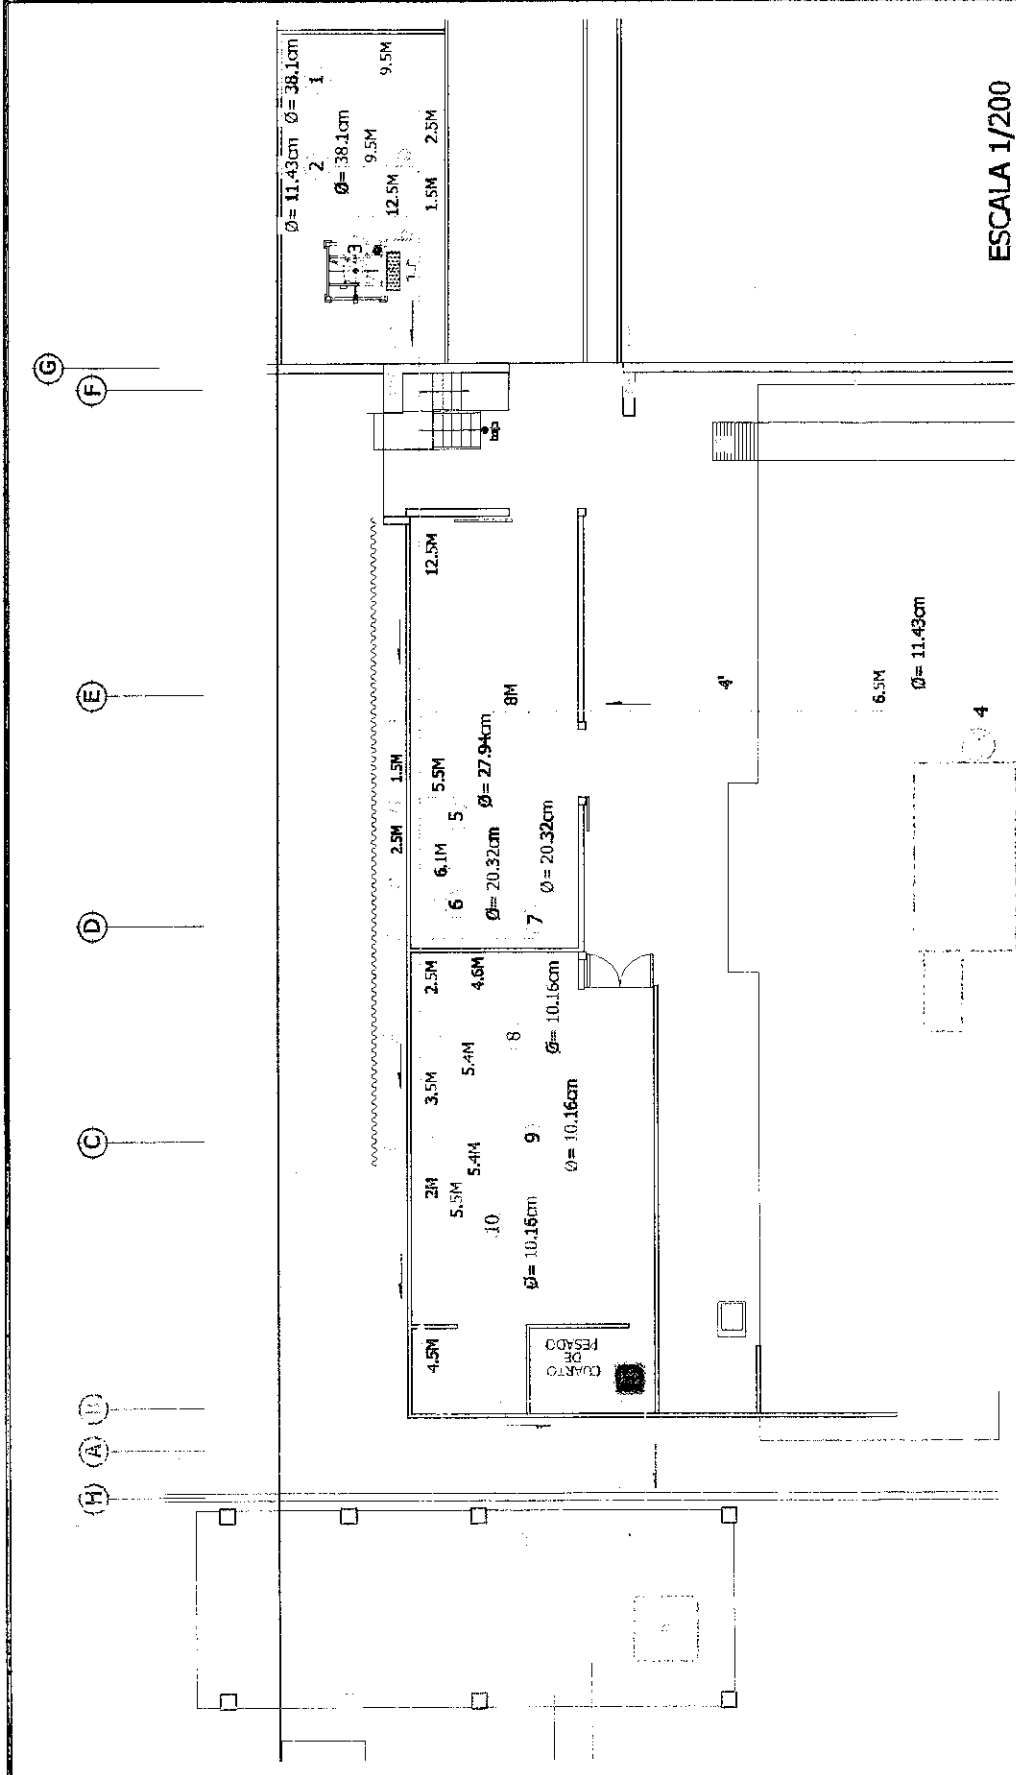 G
F
E
D
C
B
A
H
Ø= 11.43cm
Ø= 38.1cm
1
9.5M
2
Ø= 38.1cm
9.5M
12.5M
2.5M
1.5M
3
baja
12.5M
8M
1.5M
2.5M
5.5M
Ø= 27.94cm
5
6.1M
6
Ø= 20.32cm
7
Ø= 20.32cm
4'
6.5M
Ø= 11.43cm
4
2.5M
4.6M
8
Ø= 10.16cm
3.5M
5.4M
9
Ø= 10.16cm
2M
5.5M
5.4M
10
Ø= 10.16cm
4.5M
CUARTO
DE
PESADO
ESCALA 1/200